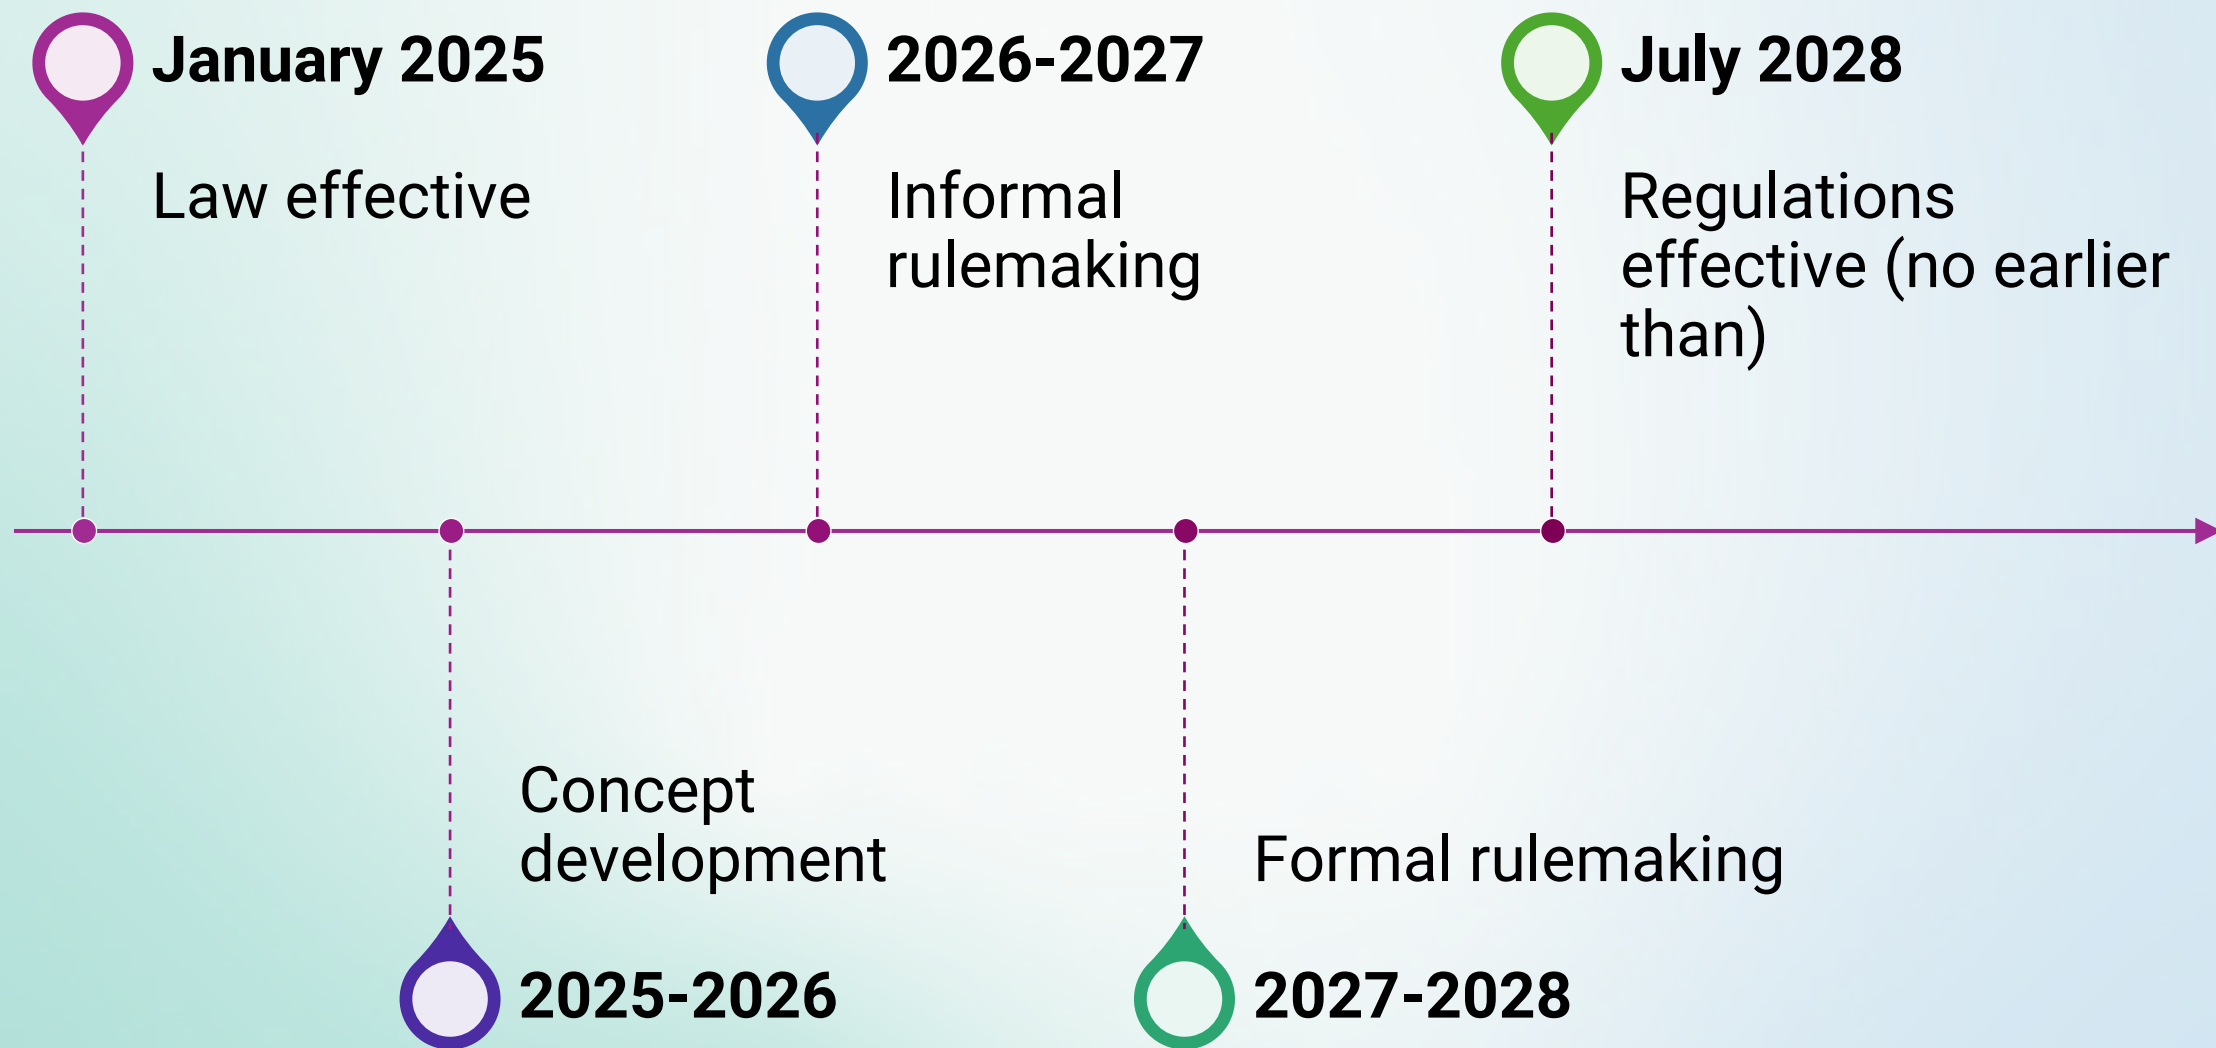 January 2025
Law effective
Concept
development
2025-2026
2026-2027
Informal
rulemaking
Formal rulemaking
2027-2028
July 2028
Regulations
effective (no earlier
than)